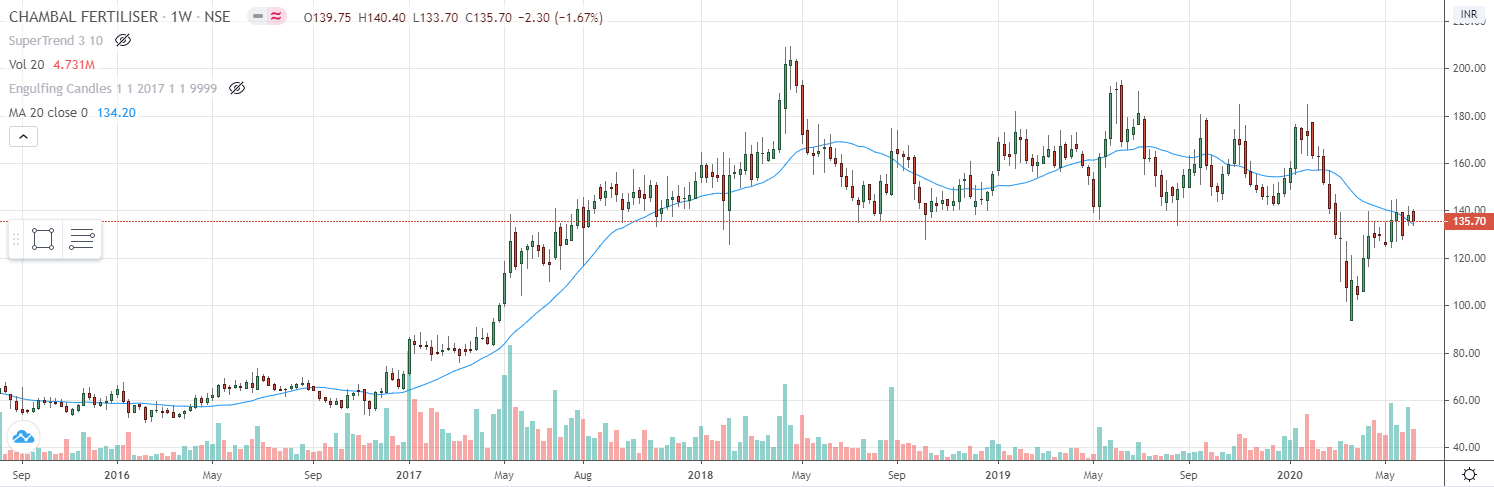 CHAMBAL FERTILISER · 1W · NSE O139.75 H140.40 L133.70 C135.70 −2.30 (−1.67%)
INR
SuperTrend 3 10
Vol 20 4.731M
Engulfing Candles 1 1 2017 1 1 9999
MA 20 close 0 134.20
220.00
200.00
180.00
160.00
140.00
135.70
120.00
100.00
80.00
60.00
40.00
Sep 2016 May Sep 2017 May Aug 2018 May Sep 2019 May Sep 2020 May